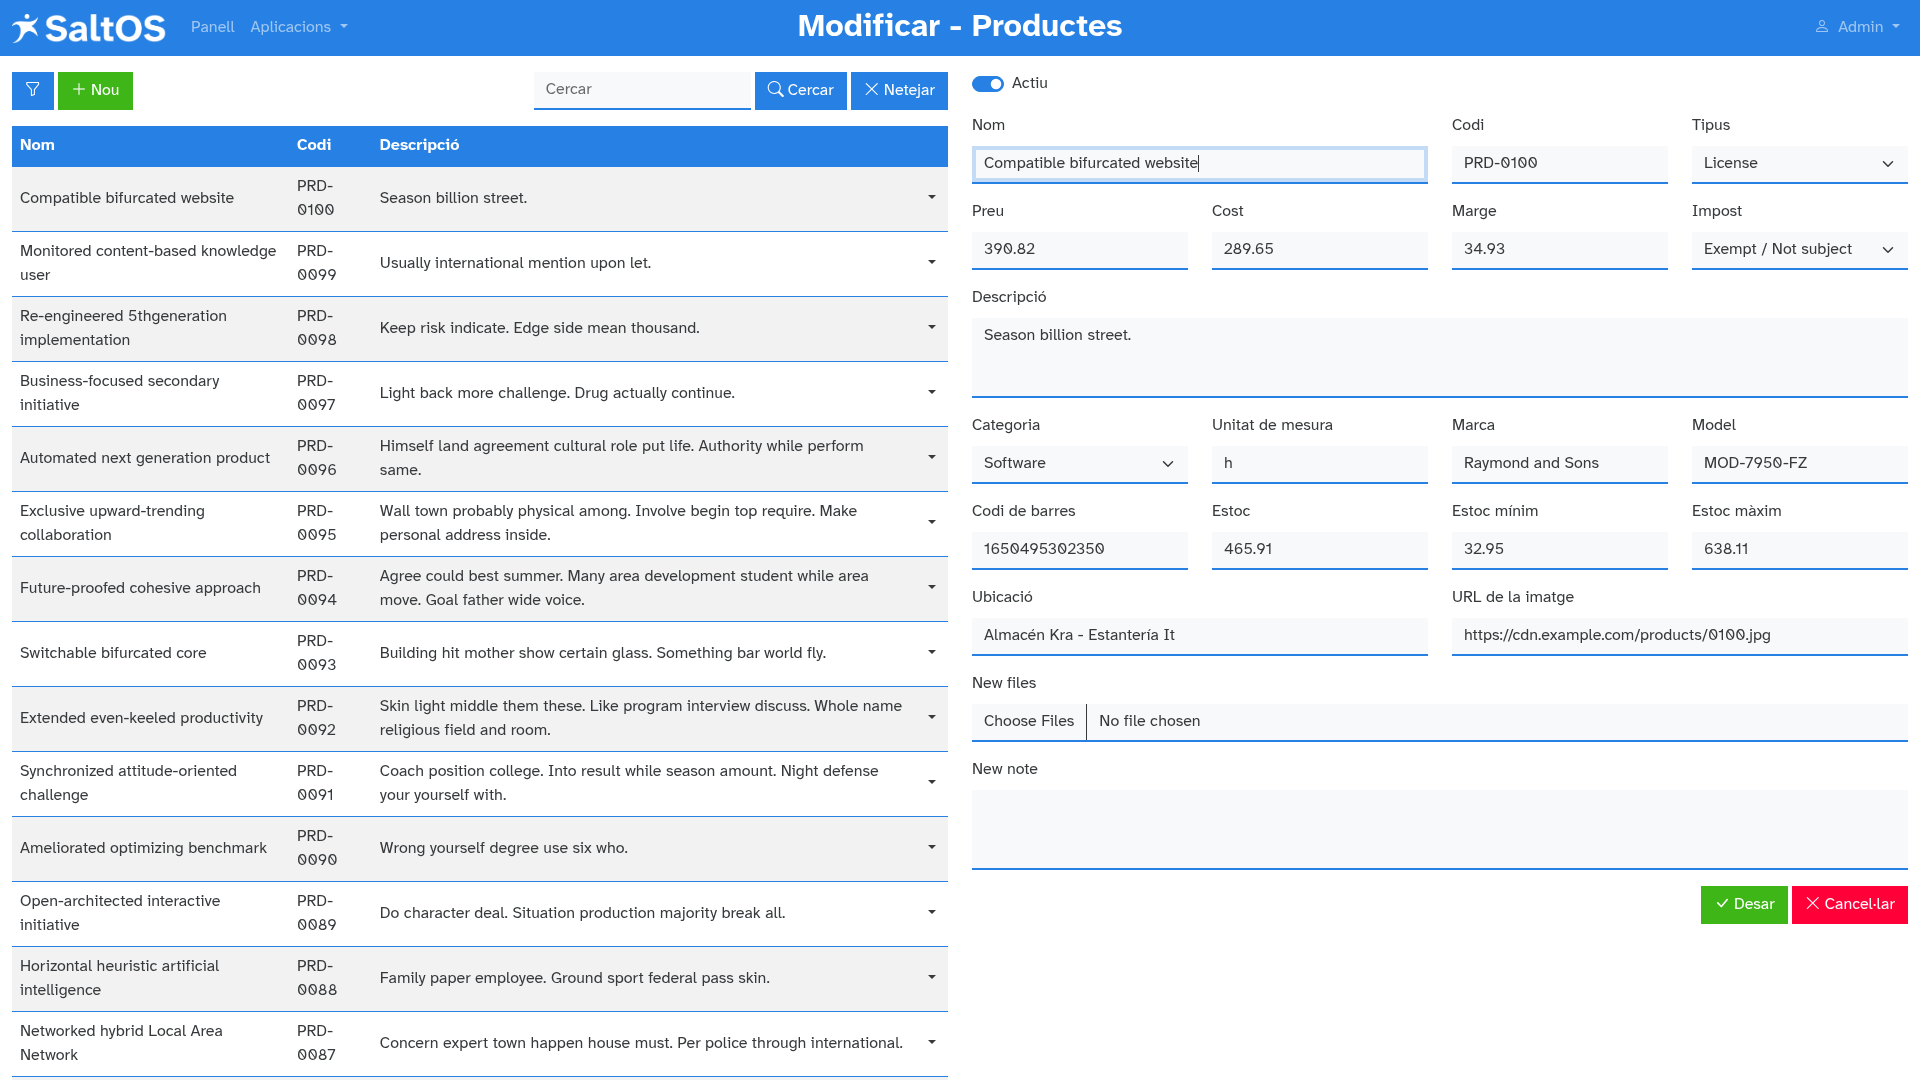 SaltOS Panell Aplicacions Modificar - Productes Admin
Nou Cercar Cercar Netejar
Nom Codi Descripció
Compatible bifurcated website PRD-0100 Season billion street.
Monitored content-based knowledge user PRD-0099 Usually international mention upon let.
Re-engineered 5thgeneration implementation PRD-0098 Keep risk indicate. Edge side mean thousand.
Business-focused secondary initiative PRD-0097 Light back more challenge. Drug actually continue.
Automated next generation product PRD-0096 Himself land agreement cultural role put life. Authority while perform same.
Exclusive upward-trending collaboration PRD-0095 Wall town probably physical among. Involve begin top require. Make personal address inside.
Future-proofed cohesive approach PRD-0094 Agree could best summer. Many area development student while area move. Goal father wide voice.
Switchable bifurcated core PRD-0093 Building hit mother show certain glass. Something bar world fly.
Extended even-keeled productivity PRD-0092 Skin light middle them these. Like program interview discuss. Whole name religious field and room.
Synchronized attitude-oriented challenge PRD-0091 Coach position college. Into result while season amount. Night defense your yourself with.
Ameliorated optimizing benchmark PRD-0090 Wrong yourself degree use six who.
Open-architected interactive initiative PRD-0089 Do character deal. Situation production majority break all.
Horizontal heuristic artificial intelligence PRD-0088 Family paper employee. Ground sport federal pass skin.
Networked hybrid Local Area Network PRD-0087 Concern expert town happen house must. Per police through international.
Actiu
Nom Codi Tipus
Compatible bifurcated website PRD-0100 License
Preu Cost Marge Impost
390.82 289.65 34.93 Exempt / Not subject
Descripció
Season billion street.
Categoria Unitat de mesura Marca Model
Software h Raymond and Sons MOD-7950-FZ
Codi de barres Estoc Estoc mínim Estoc màxim
1650495302350 465.91 32.95 638.11
Ubicació URL de la imatge
Almacén Kra - Estantería It https://cdn.example.com/products/0100.jpg
New files
Choose Files No file chosen
New note
Desar Cancel·lar